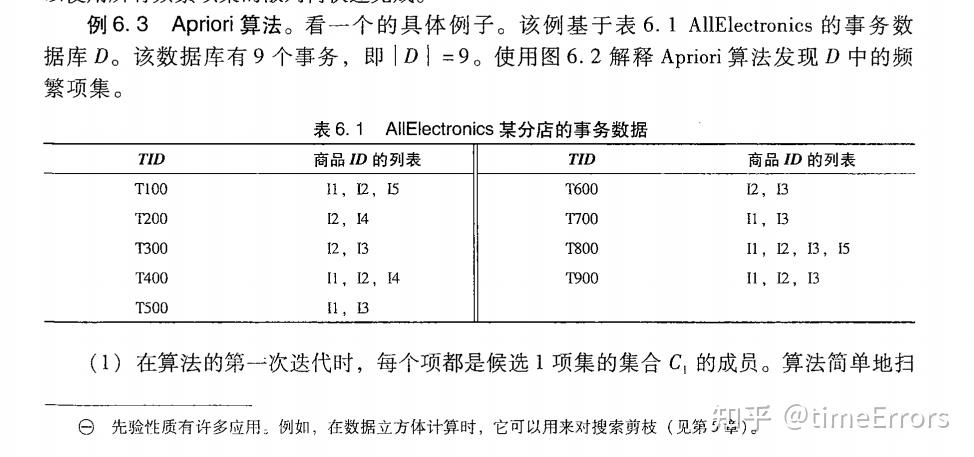 例6.3 Apriori 算法。看一个的具体例子。该例基于表 6.1 AllElectronics 的事务数
据库 D。该数据库有 9 个事务，即|D|=9。使用图 6.2 解释 Apriori 算法发现 D 中的频
繁项集。
表 6.1 AllElectronics 某分店的事务数据
TID 商品 ID 的列表 TID 商品 ID 的列表
T100 I1，I2，I5 T600 I2，I3
T200 I2，I4 T700 I1，I3
T300 I2，I3 T800 I1，I2，I3，I5
T400 I1，I2，I4 T900 I1，I2，I3
T500 I1，I3
（1）在算法的第一次迭代时，每个项都是候选 1 项集的集合 C₁ 的成员。算法简单地扫
㊀ 先验性质有许多应用。例如，在数据立方体计算时，它可以用来对搜索剪枝（见第5章）。
知乎 @timeErrors